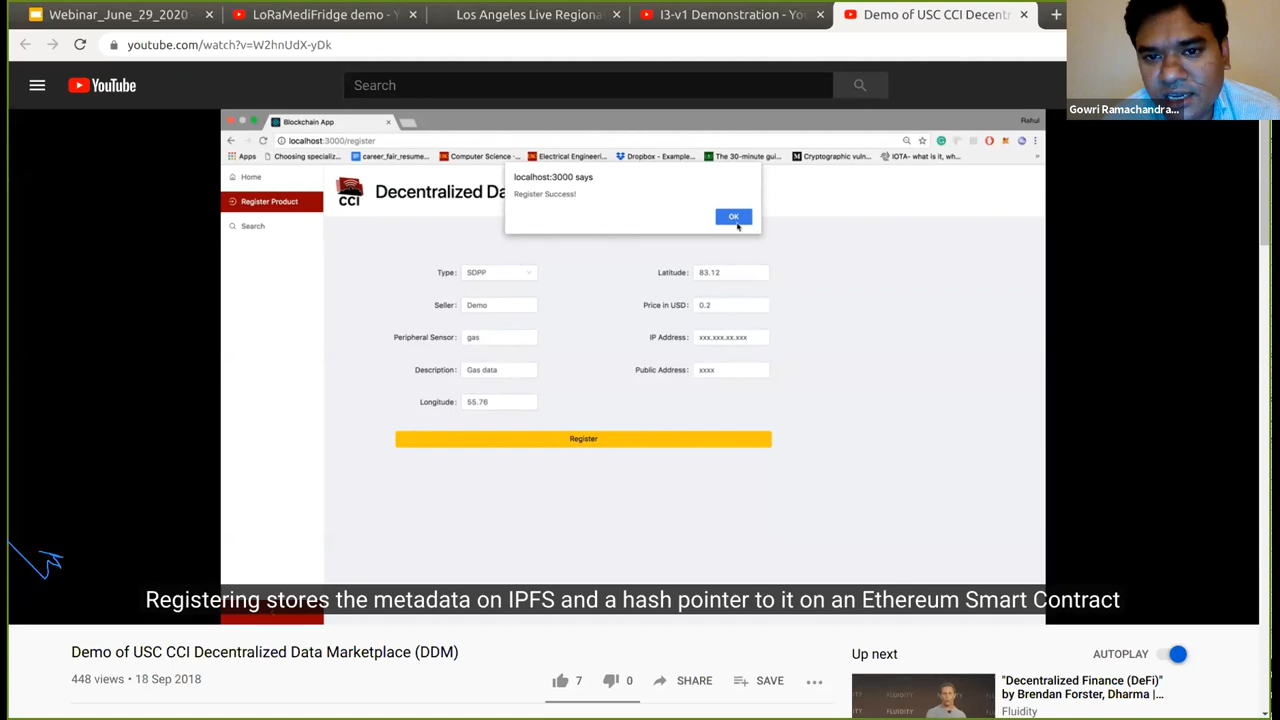 Webinar_June_29_2020
LoRaMediFridge demo - Yo
Los Angeles Live Regiona
I3-v1 Demonstration - You
Demo of USC CCI Decentr
youtube.com/watch?v=W2hnUdX-yDk
Gowri Ramachandra...
YouTube
Search
Blockchain App
Rahul
localhost:3000/register
Apps
Choosing specializ...
career_fair_resume...
Computer Science -...
Electrical Engineeri...
Dropbox - Example...
The 30-minute gui...
Cryptographic vuln...
IOTA- what is it, wh...
Home
Register Product
Search
CCI
Decentralized Da
localhost:3000 says
Register Success!
OK
Type: SDPP
Latitude: 83.12
Seller: Demo
Price in USD: 0.2
Peripheral Sensor: gas
IP Address: xxx.xxx.xx.xxx
Description: Gas data
Public Address: xxxx
Longitude: 55.76
Register
Registering stores the metadata on IPFS and a hash pointer to it on an Ethereum Smart Contract
Demo of USC CCI Decentralized Data Marketplace (DDM)
448 views • 18 Sep 2018
7
0
SHARE
SAVE
Up next
AUTOPLAY
FLUIDITY
"Decentralized Finance (DeFi)"
by Brendan Forster, Dharma |...
Fluidity